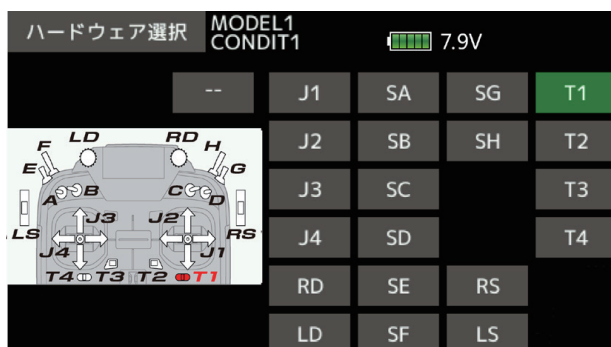 ハードウェア選択
MODEL1
CONDIT1
7.9V
--
J1 SA SG T1
J2 SB SH T2
J3 SC T3
J4 SD T4
RD SE RS
LD SF LS
LD RD
F H
E G
A B C D
J3 J2
LS RS
J4 J1
T4 T3 T2 T1